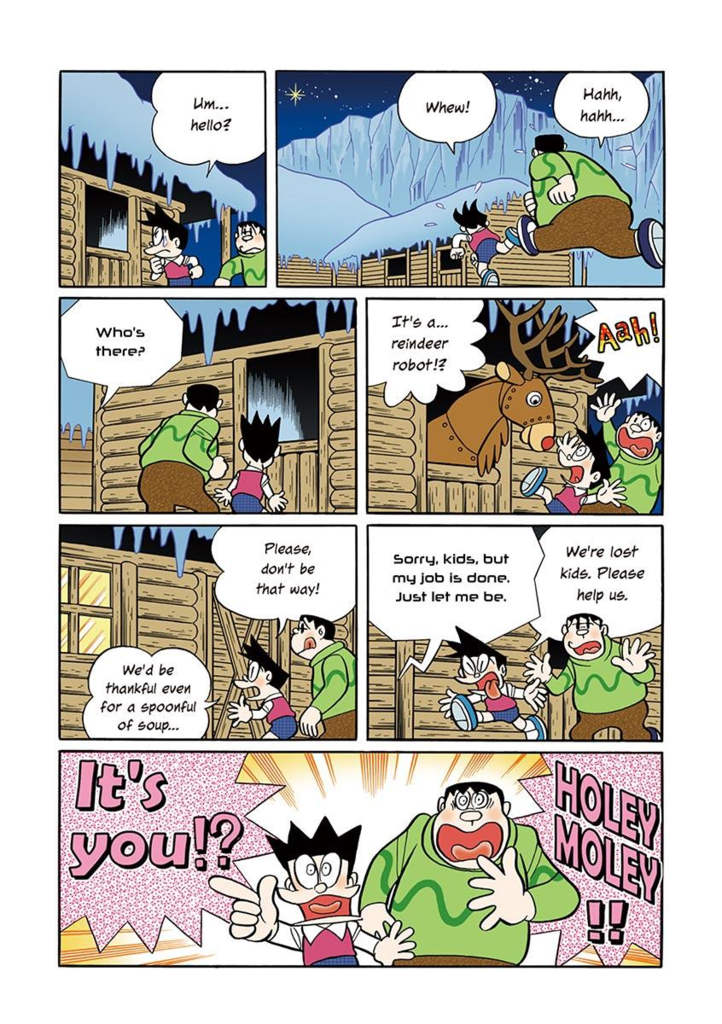 Hahh,
hahh...
Whew!
Um...
hello?
Aah!
It's a...
reindeer
robot!?
Who's
there?
We're lost
kids. Please
help us.
Sorry, kids, but
my job is done.
Just let me be.
Please,
don't be
that way!
We'd be
thankful even
for a spoonful
of soup...
HOLEY
MOLEY
!!
It's
you!?